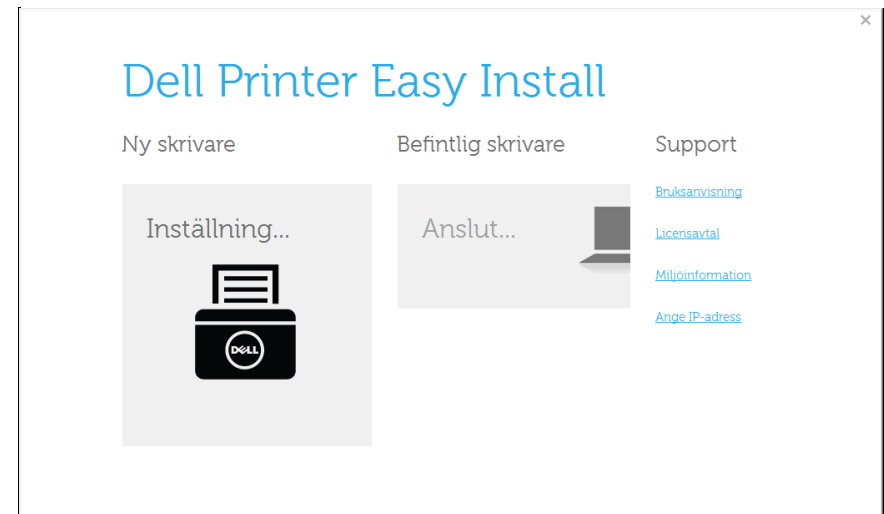 Dell Printer Easy Install
Ny skrivare
Inställning...
DELL
Befintlig skrivare
Anslut...
Support
Bruksanvisning
Licensavtal
Miljöinformation
Ange IP-adress